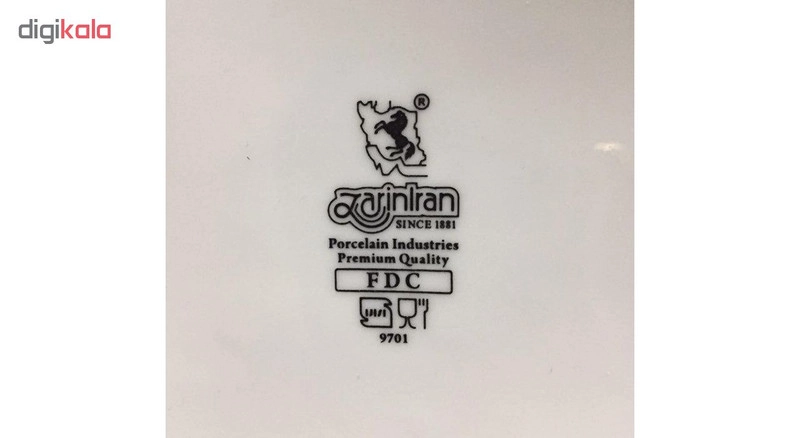 digikala
®
ZarinIran
SINCE 1881
Porcelain Industries
Premium Quality
FDC
9701